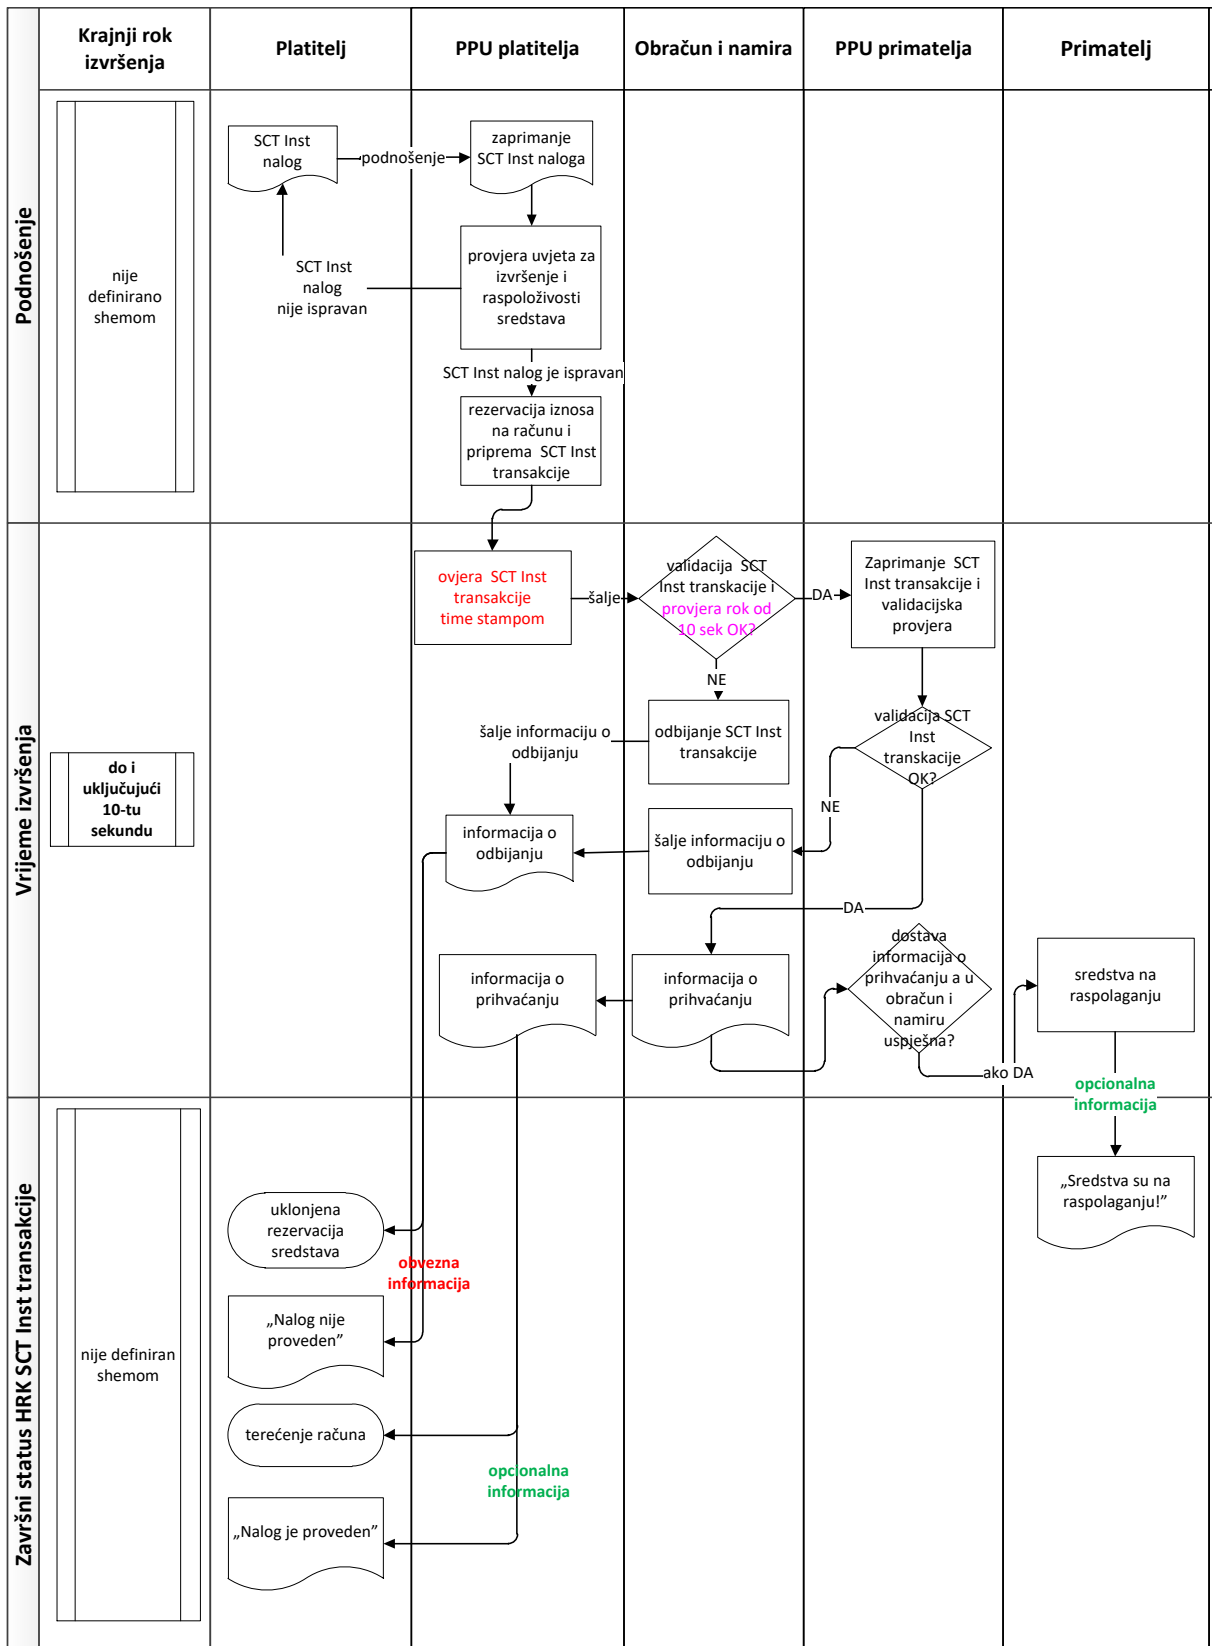 Krajnji rok
izvršenja
Platitelj
PPU platitelja
Obračun i namira
PPU primatelja
Primatelj
Podnošenje
nije
definirano
shemom
SCT Inst
nalog
podnošenje
zaprimanje
SCT Inst naloga
provjera uvjeta za
izvršenje i
raspoloživosti
sredstava
SCT Inst
nalog
nije ispravan
SCT Inst nalog je ispravan
rezervacija iznosa
na računu i
priprema SCT Inst
transakcije
Vrijeme izvršenja
do i
uključujući
10-tu
sekundu
ovjera SCT Inst
transakcije
time stampom
šalje
validacija SCT
Inst transkacije i
provjera rok od
10 sek OK?
DA
Zaprimanje SCT
Inst transakcije i
validacijska
provjera
NE
odbijanje SCT Inst
transakcije
šalje informaciju o
odbijanju
validacija SCT
Inst
transkacije
OK?
NE
informacija o
odbijanju
šalje informaciju o
odbijanju
DA
informacija o
prihvaćanju
informacija o
prihvaćanju
dostava
informacija o
prihvaćanju a u
obračun i
namiru
uspješna?
ako DA
sredstva na
raspolaganju
opcionalna
informacija
Završni status HRK SCT Inst transakcije
nije definiran
shemom
„Sredstva su na
raspolaganju!”
uklonjena
rezervacija
sredstava
obvezna
informacija
„Nalog nije
proveden”
terećenje računa
opcionalna
informacija
„Nalog je proveden”